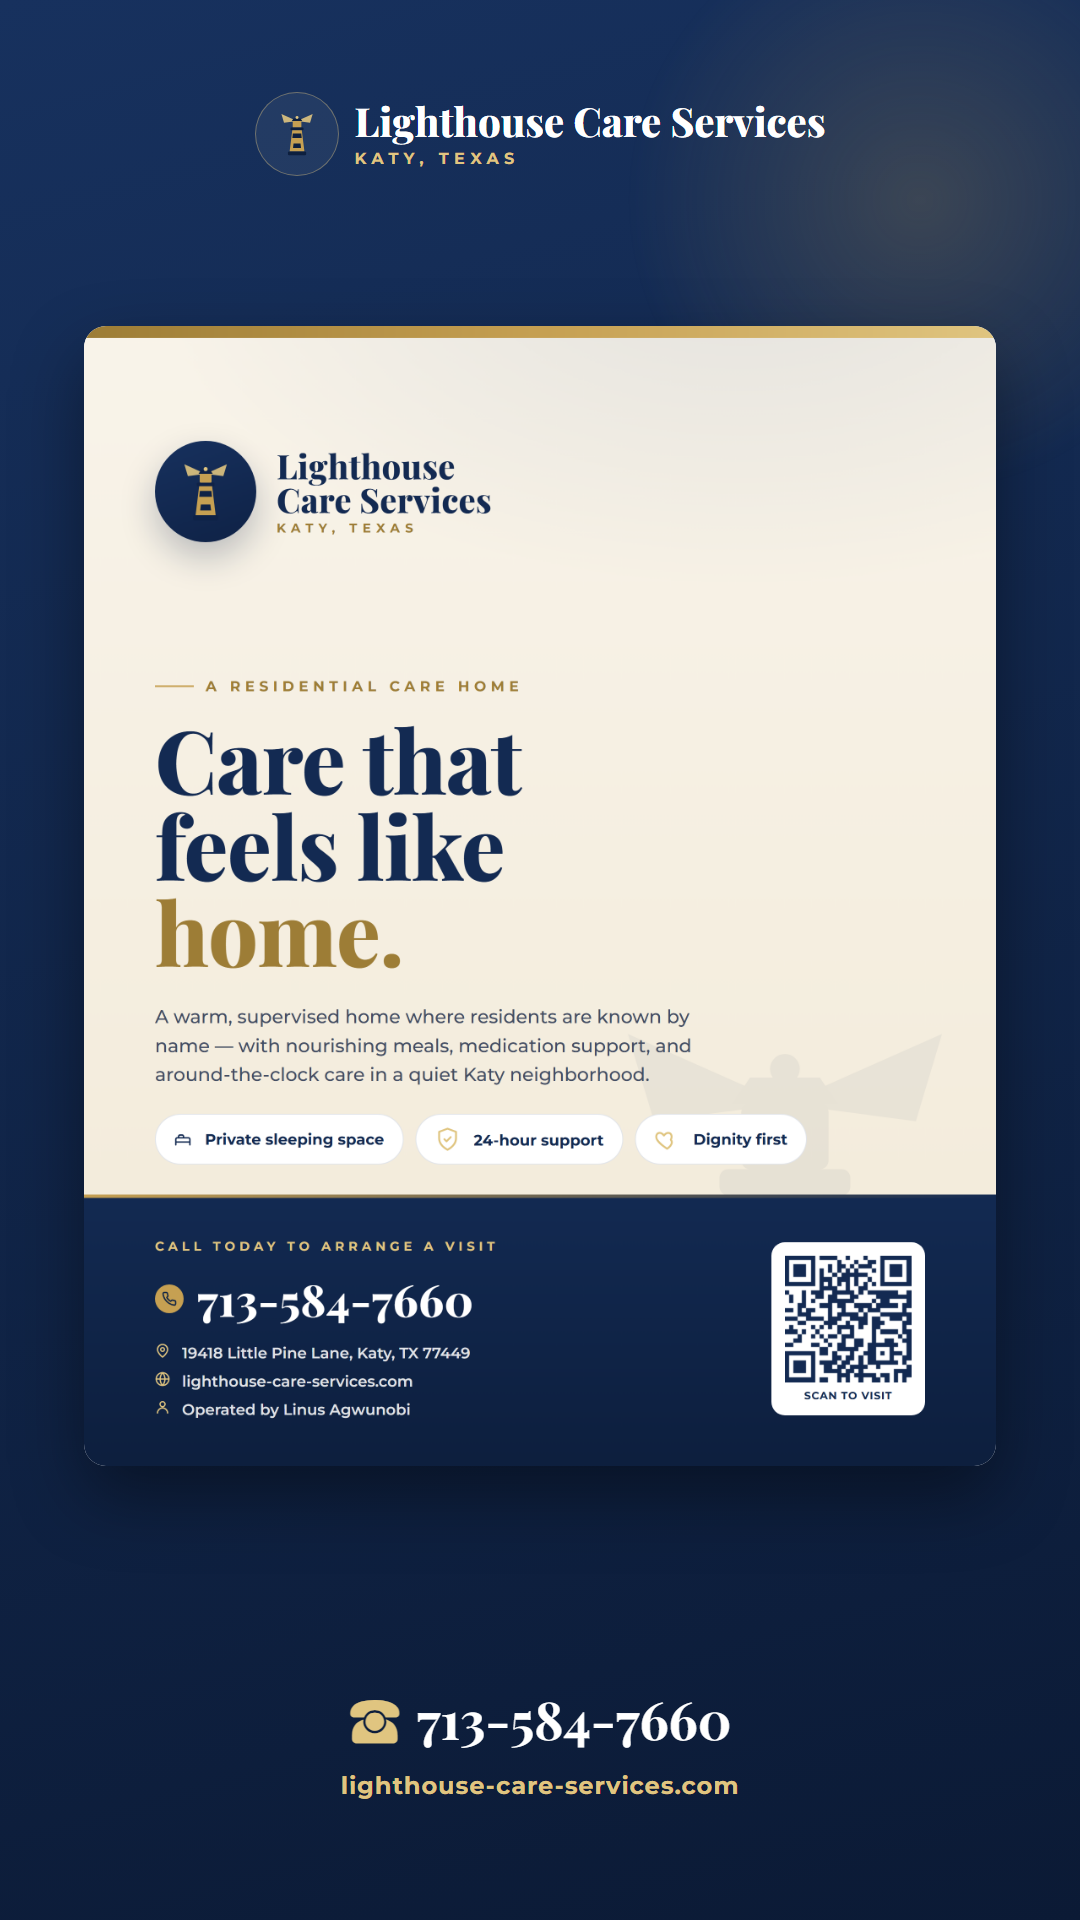 Lighthouse Care Services
KATY, TEXAS
Lighthouse
Care Services
KATY, TEXAS
A RESIDENTIAL CARE HOME
Care that
feels like
home.
A warm, supervised home where residents are known by
name — with nourishing meals, medication support, and
around-the-clock care in a quiet Katy neighborhood.
Private sleeping space
24-hour support
Dignity first
CALL TODAY TO ARRANGE A VISIT
713-584-7660
19418 Little Pine Lane, Katy, TX 77449
lighthouse-care-services.com
Operated by Linus Agwunobi
SCAN TO VISIT
713-584-7660
lighthouse-care-services.com